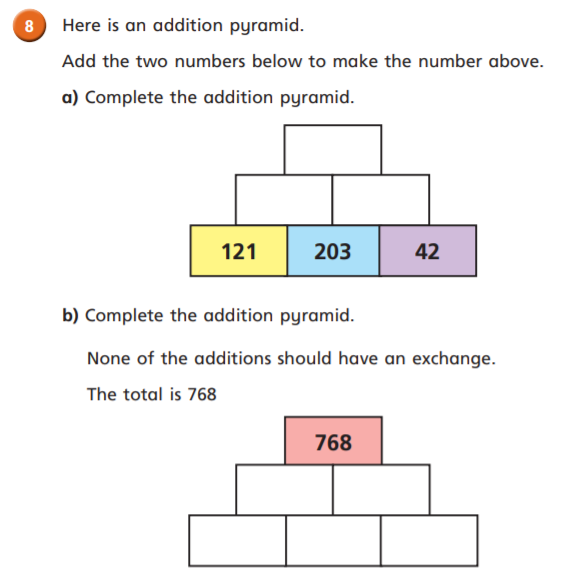 8 Here is an addition pyramid.
Add the two numbers below to make the number above.
a) Complete the addition pyramid.
121 203 42
b) Complete the addition pyramid.
None of the additions should have an exchange.
The total is 768
768